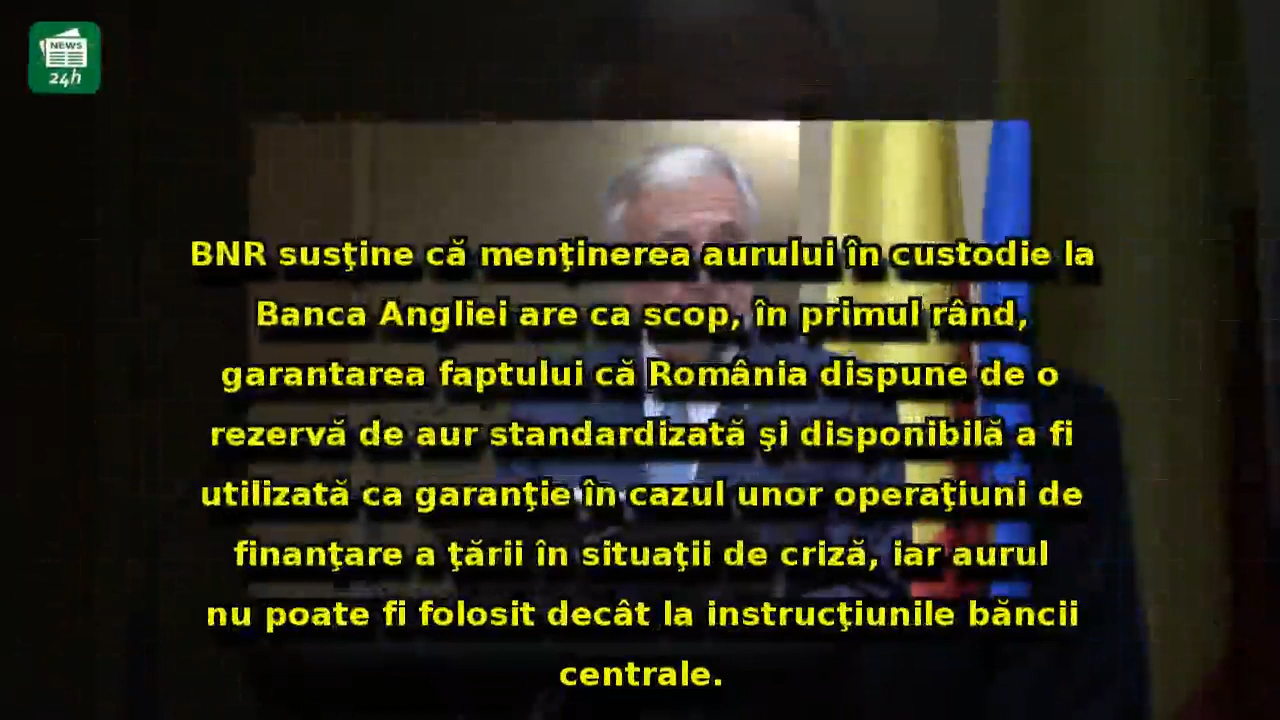 NEWS
24h
BNR susţine că menţinerea aurului în custodie la
Banca Angliei are ca scop, în primul rând,
garantarea faptului că România dispune de o
rezervă de aur standardizată şi disponibilă a fi
utilizată ca garanţie în cazul unor operaţiuni de
finanţare a ţării în situaţii de criză, iar aurul
nu poate fi folosit decât la instrucţiunile băncii
centrale.